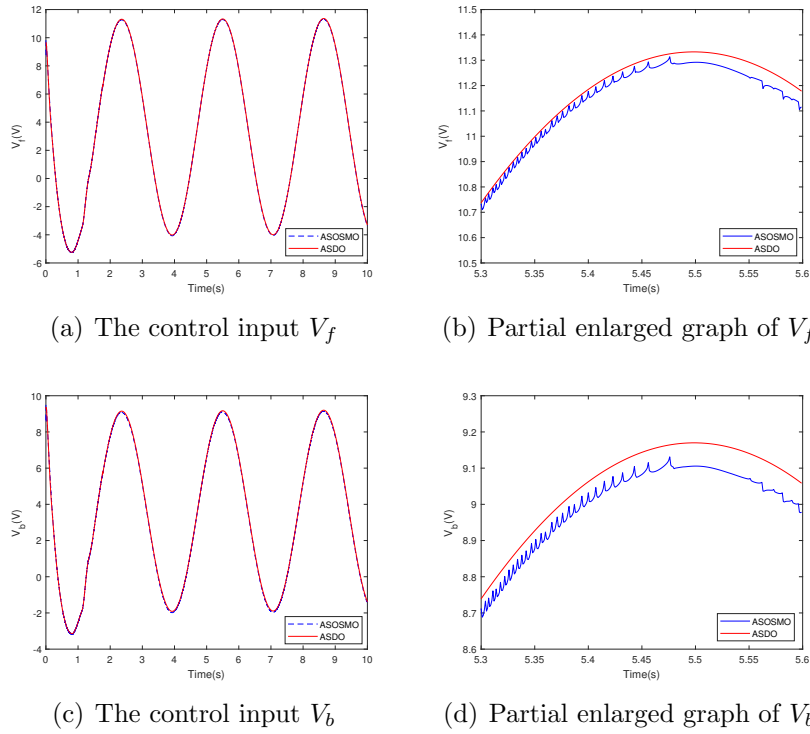 12
10
8
6
4
2
0
-2
-4
-6
V_f(V)
0 1 2 3 4 5 6 7 8 9 10
Time(s)
ASOSMO
ASDO
(a) The control input V_f
11.5
11.4
11.3
11.2
11.1
11
10.9
10.8
10.7
10.6
10.5
V_f(V)
5.3 5.35 5.4 5.45 5.5 5.55 5.6
Time(s)
ASOSMO
ASDO
(b) Partial enlarged graph of V_f
10
8
6
4
2
0
-2
-4
V_b(V)
0 1 2 3 4 5 6 7 8 9 10
Time(s)
ASOSMO
ASDO
(c) The control input V_b
9.3
9.2
9.1
9
8.9
8.8
8.7
8.6
V_b(V)
5.3 5.35 5.4 5.45 5.5 5.55 5.6
Time(s)
ASOSMO
ASDO
(d) Partial enlarged graph of V_b